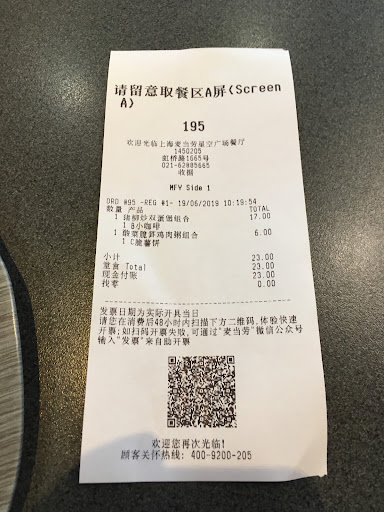 请留意取餐区A屏(Screen
A)
195
欢迎光临上海麦当劳星空广场餐厅
1450205
虹桥路1665号
021-62085665
收据
MFY Side 1
ORD #95 -REG #1- 19/06/2019 10:19:54
数量 产品 TOTAL
1 猪柳炒双蛋堡组合 17.00
1 B小咖啡
1 酸菜脆笋鸡肉粥组合 6.00
1 C脆薯饼
小计 23.00
堂食 Total 23.00
现金付账 23.00
找零 0.00
发票日期为实际开具当日
请您在消费后48小时内扫描下方二维码,体验快速
开票;如扫码开票失败,可通过"麦当劳"微信公众号
输入"发票"来自助开票
欢迎您再次光临!
顾客关怀热线: 400-9200-205